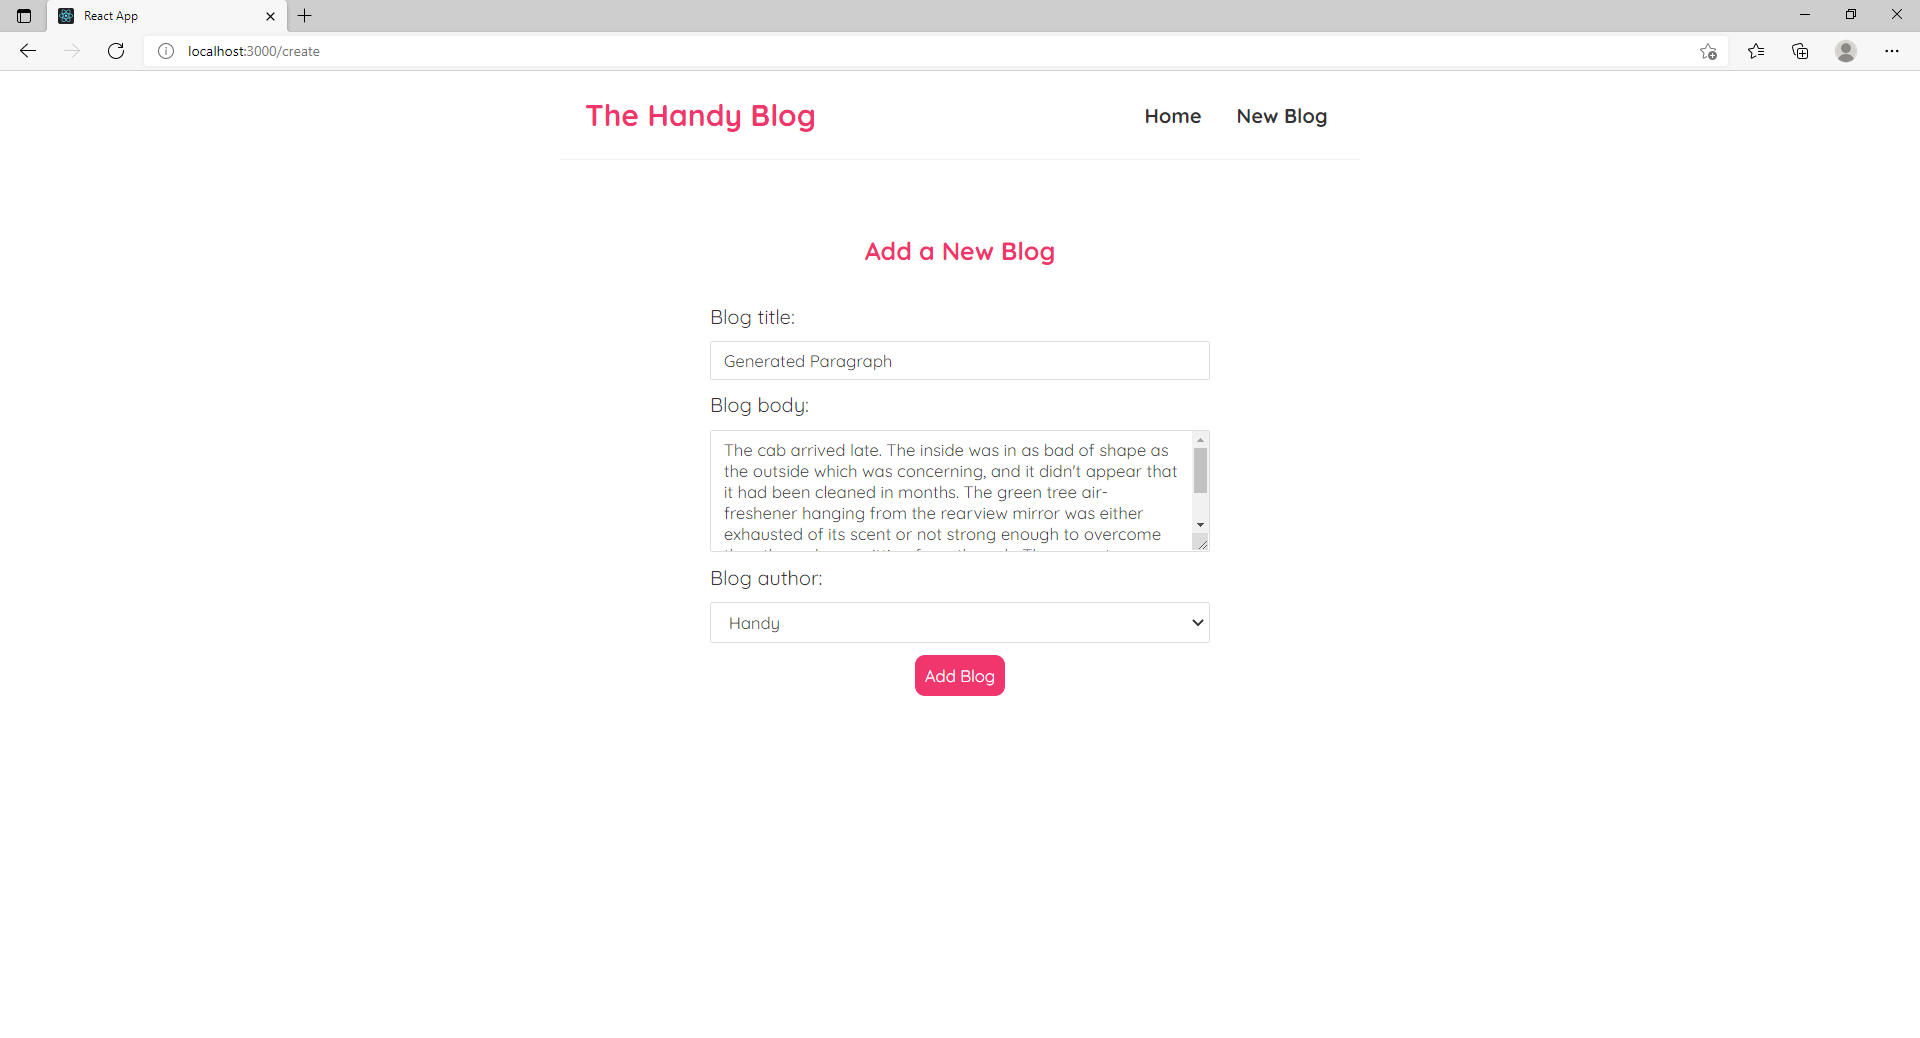 React App
localhost:3000/create
The Handy Blog
Home
New Blog
Add a New Blog
Blog title:
Generated Paragraph
Blog body:
The cab arrived late. The inside was in as bad of shape as
the outside which was concerning, and it didn't appear that
it had been cleaned in months. The green tree air-
freshener hanging from the rearview mirror was either
exhausted of its scent or not strong enough to overcome
Blog author:
Handy
Add Blog